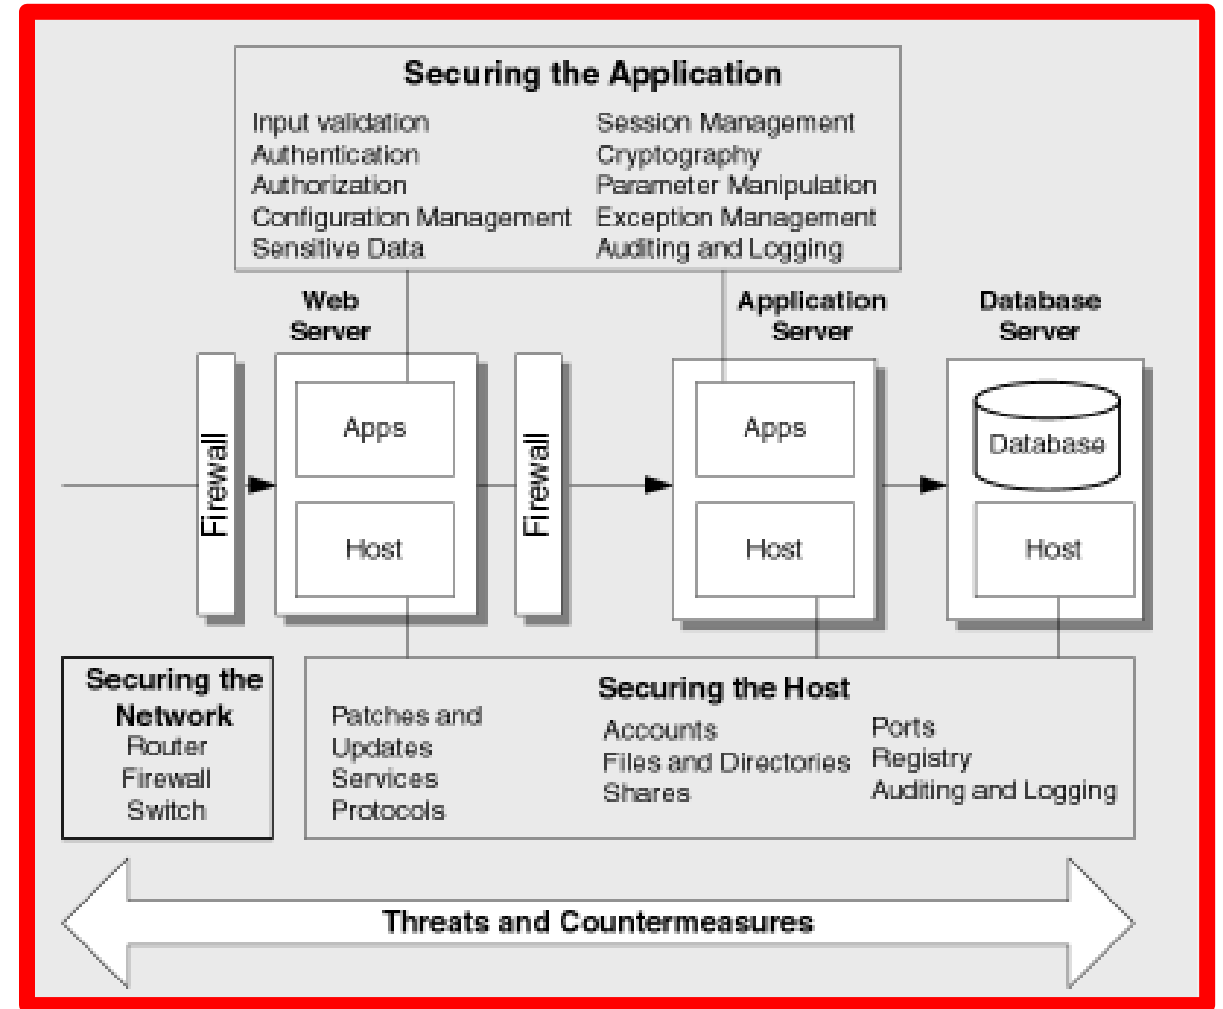 Securing the Application
Input validation
Authentication
Authorization
Configuration Management
Sensitive Data
Session Management
Cryptography
Parameter Manipulation
Exception Management
Auditing and Logging
Web
Server
Application
Server
Database
Server
Firewall
Apps
Host
Firewall
Apps
Host
Database
Host
Securing the
Network
Router
Firewall
Switch
Securing the Host
Patches and
Updates
Services
Protocols
Accounts
Files and Directories
Shares
Ports
Registry
Auditing and Logging
Threats and Countermeasures